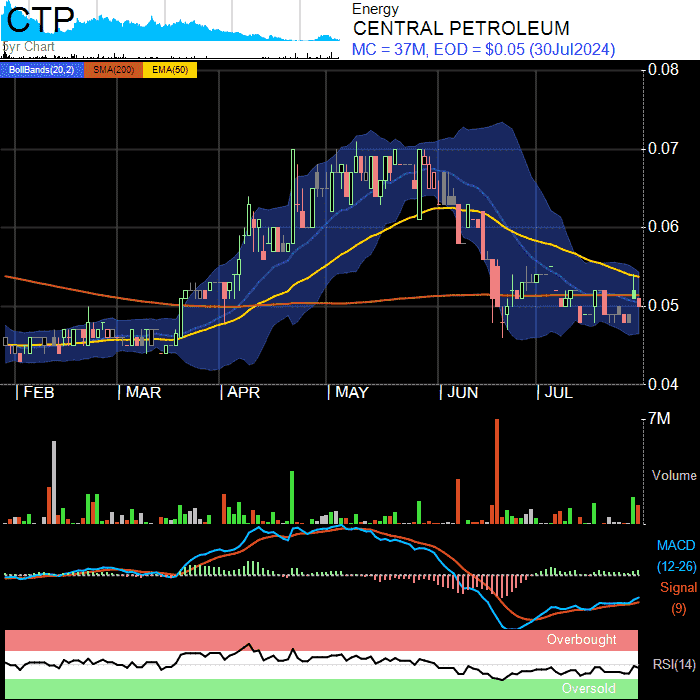 CTP
5yr Chart
Energy
CENTRAL PETROLEUM
MC = 37M, EOD = $0.05 (30Jul2024)
BollBands(20,2) SMA(200) EMA(50)
0.08
0.07
0.06
0.05
0.04
FEB MAR APR MAY JUN JUL
7M
Volume
MACD
(12-26)
Signal
(9)
Overbought
RSI(14)
Oversold